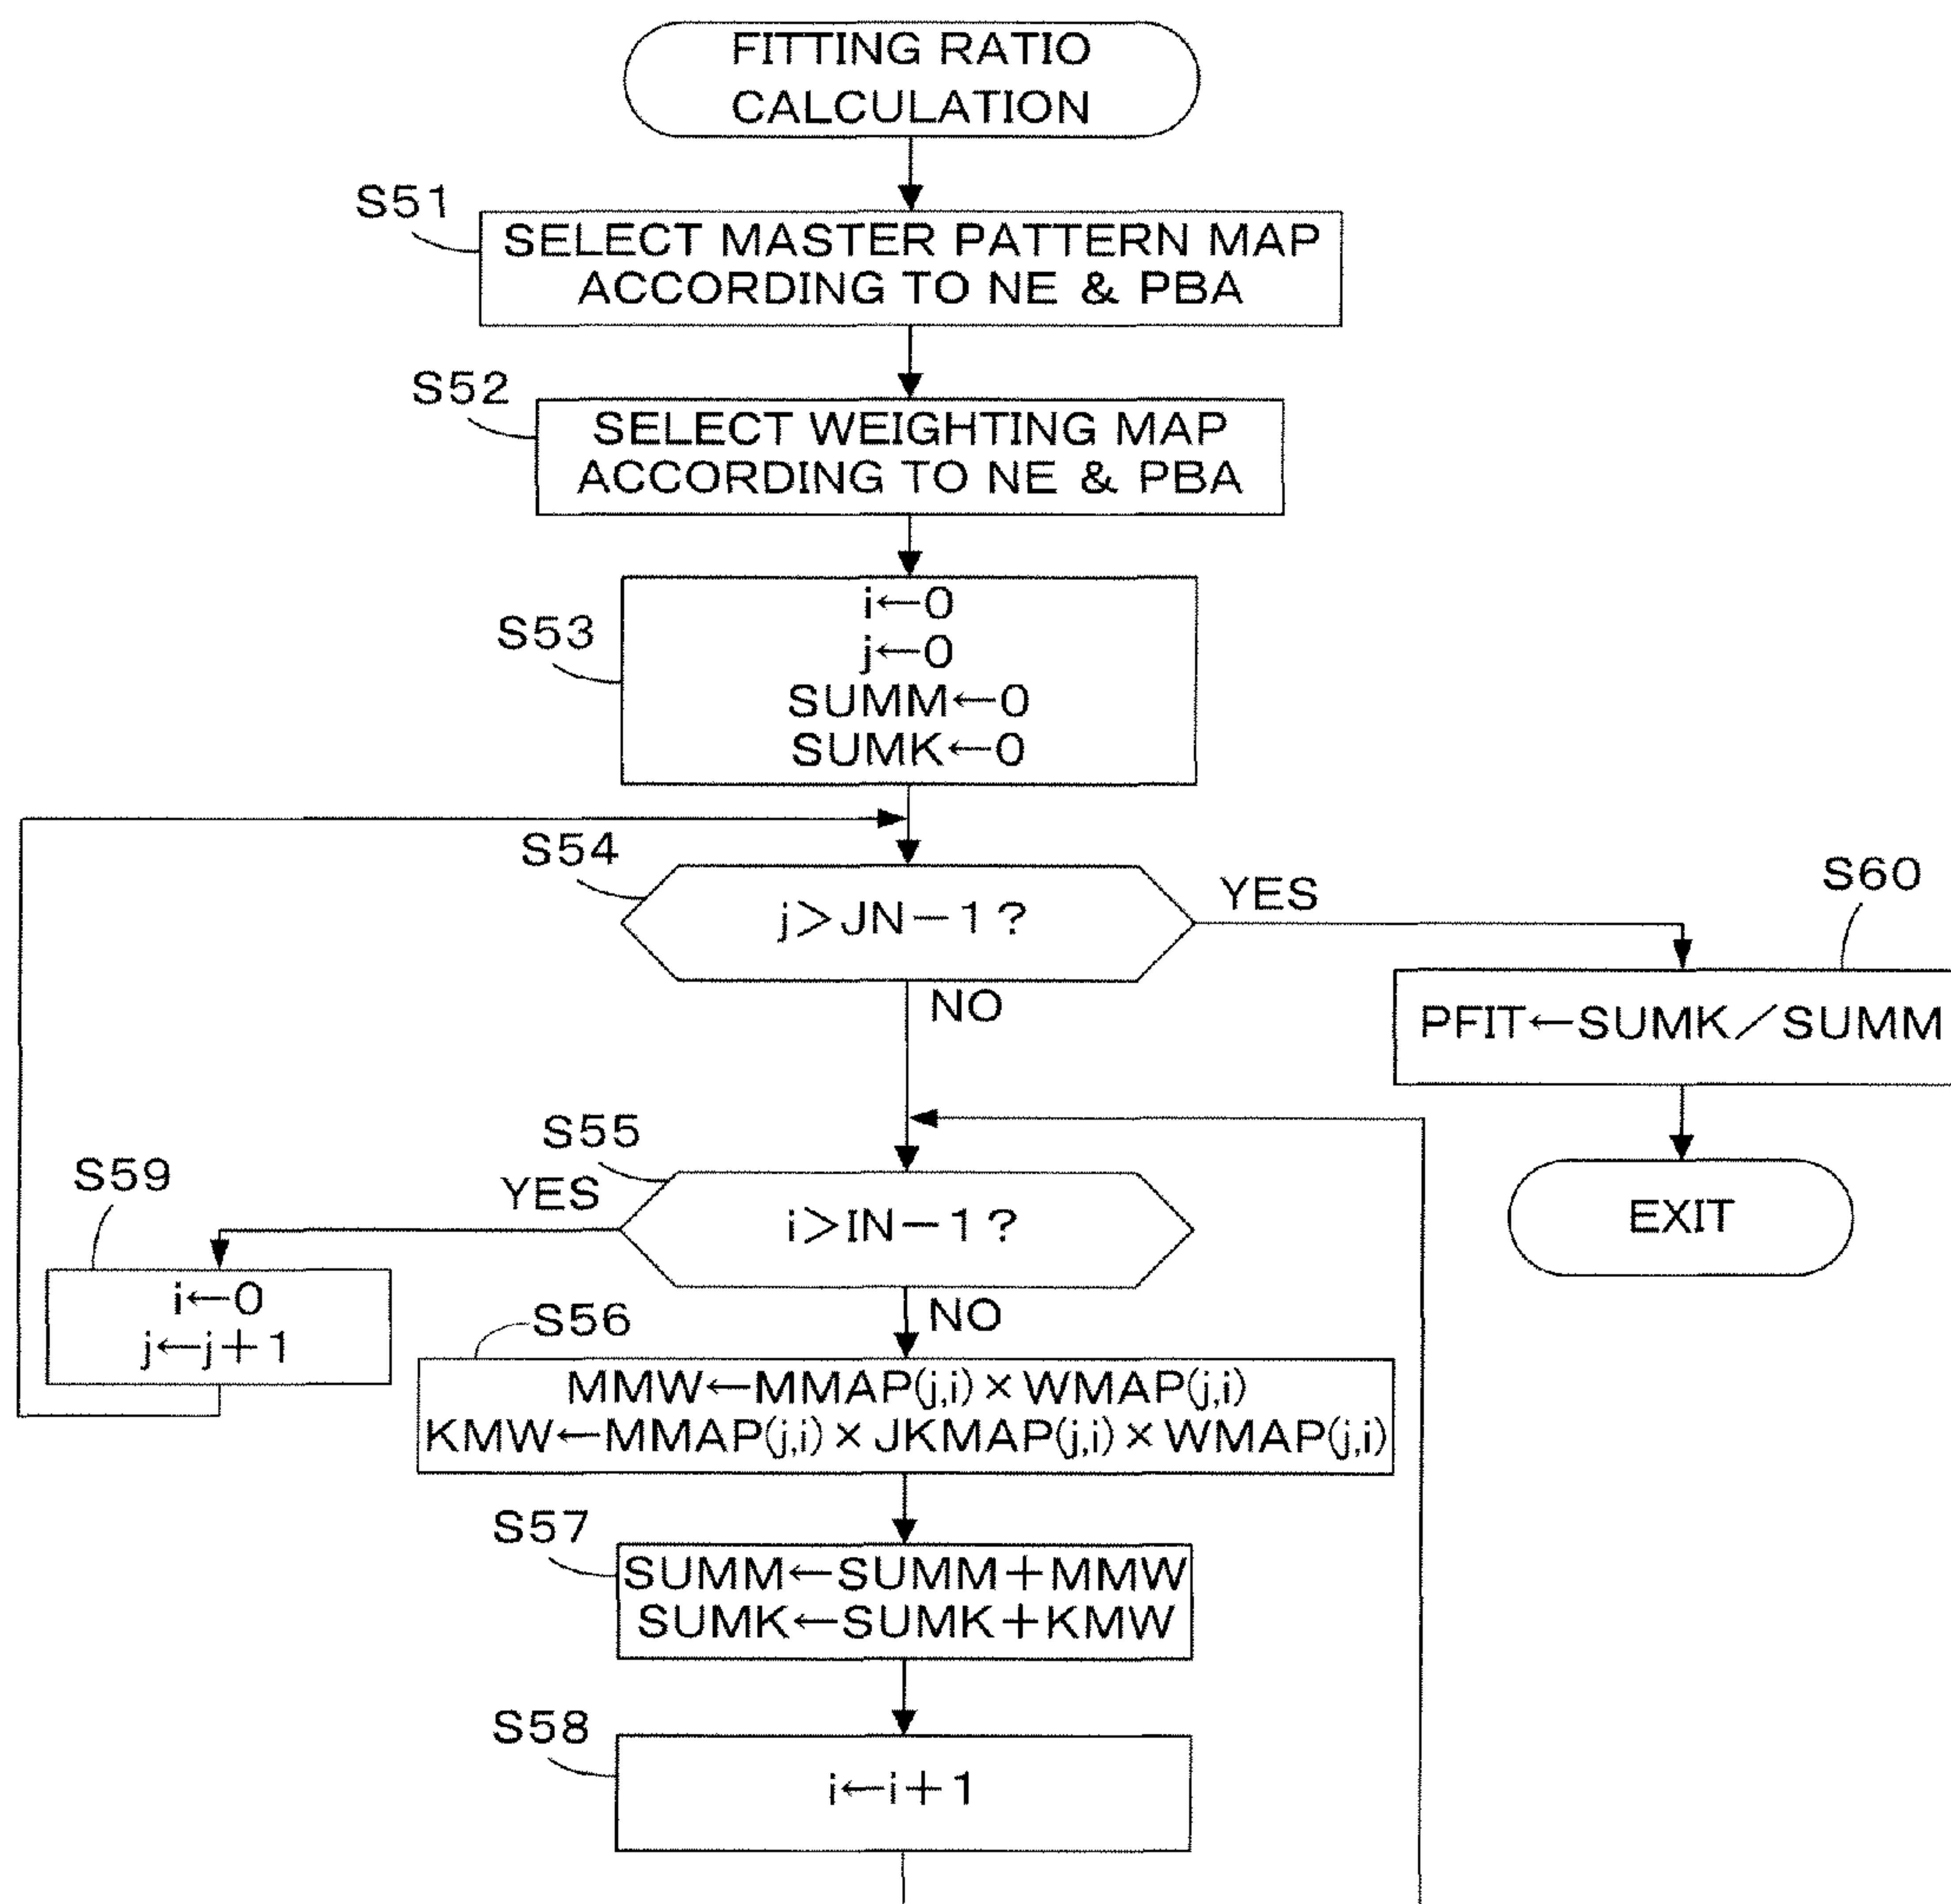 FITTING RATIO
CALCULATION
S51
SELECT MASTER PATTERN MAP
ACCORDING TO NE & PBA
S52
SELECT WEIGHTING MAP
ACCORDING TO NE & PBA
S53
i←0
j←0
SUMM←0
SUMK←0
S54
j>JN−1?
YES
NO
S60
PFIT←SUMK/SUMM
EXIT
S55
i>IN−1?
YES
NO
S59
i←0
j←j+1
S56
MMW←MMAP(j,i)×WMAP(j,i)
KMW←MMAP(j,i)×JKMAP(j,i)×WMAP(j,i)
S57
SUMM←SUMM+MMW
SUMK←SUMK+KMW
S58
i←i+1